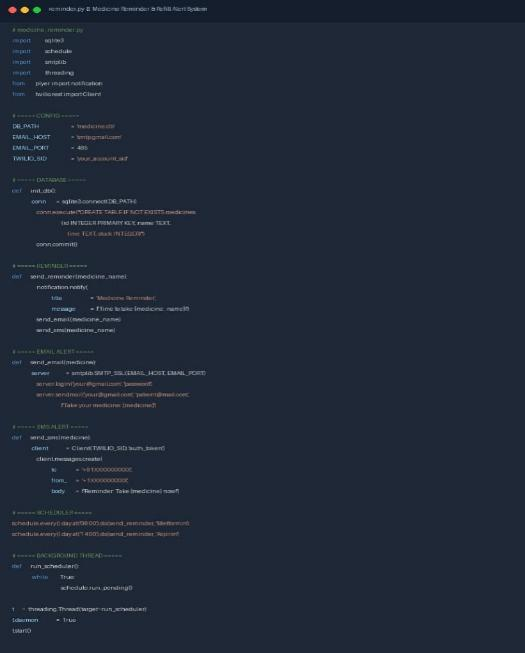 reminder.py Medicine Reminder & Refill Alert System
# medicine_reminder.py
import sqlite3
import schedule
import smtplib
import threading
from plyer import notification
from twilio.rest import Client
# ===== CONFIG =====
DB_PATH = 'medicine.db'
EMAIL_HOST = 'smtp.gmail.com'
EMAIL_PORT = 465
TWILIO_SID = 'your_account_sid'
# ===== DATABASE =====
def init_db():
conn = sqlite3.connect(DB_PATH)
conn.execute("CREATE TABLE IF NOT EXISTS medicines
(id INTEGER PRIMARY KEY, name TEXT,
time TEXT, stock INTEGER)")
conn.commit()
# ===== REMINDER =====
def send_reminder(medicine_name):
notification.notify(
title = 'Medicine Reminder',
message = f'Time to take {medicine_name}!')
send_email(medicine_name)
send_sms(medicine_name)
# ===== EMAIL ALERT =====
def send_email(medicine):
server = smtplib.SMTP_SSL(EMAIL_HOST, EMAIL_PORT)
server.login('your@gmail.com', 'password')
server.sendmail('your@gmail.com', 'patient@mail.com',
f'Take your medicine: {medicine}')
# ===== SMS ALERT =====
def send_sms(medicine):
client = Client(TWILIO_SID, 'auth_token')
client.messages.create(
to = '+91XXXXXXXXXX',
from_ = '+1XXXXXXXXXX',
body = f'Reminder: Take {medicine} now!')
# ===== SCHEDULER =====
schedule.every().day.at('08:00').do(send_reminder, 'Metformin')
schedule.every().day.at('14:00').do(send_reminder, 'Aspirin')
# ===== BACKGROUND THREAD =====
def run_scheduler():
while True:
schedule.run_pending()
t = threading.Thread(target=run_scheduler)
t.daemon = True
t.start()